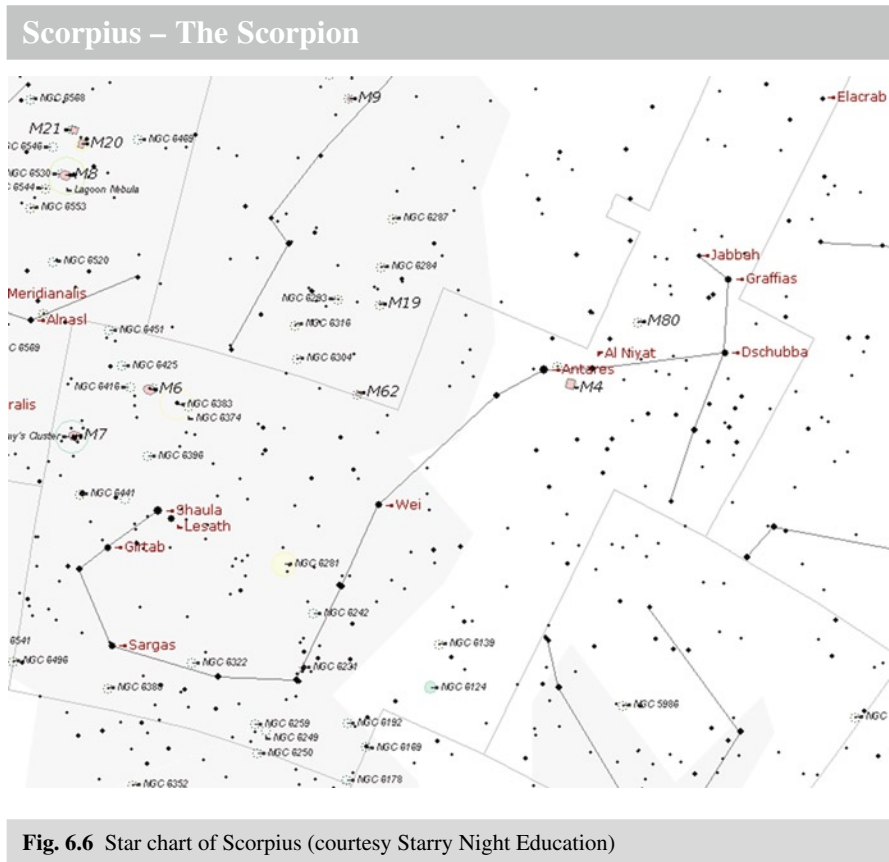 Scorpius – The Scorpion
NGC 6568
M9
Elacrab
M21
M20
NGC 6469
NGC 6546
NGC 6530
M8
NGC 6544
Lagoon Nebula
NGC 6553
NGC 6287
NGC 6520
NGC 6284
Jabbah
Graffias
Meridianalis
NGC 6293
M19
Alnasl
NGC 6451
NGC 6316
M80
NGC 6569
NGC 6304
Al Niyat
Dschubba
NGC 6425
Antares
M4
NGC 6416
M6
M62
ralis
NGC 6383
NGC 6374
ey's Cluster
M7
NGC 6396
NGC 6441
Shaula
Wei
Lesath
Girtab
NGC 6281
NGC 6242
6541
Sargas
NGC 6139
NGC 6496
NGC 6322
NGC 6231
NGC 6388
NGC 6124
NGC 5986
NGC
NGC 6259
NGC 6192
NGC 6249
NGC 6250
NGC 6169
NGC 6352
NGC 6178
Fig. 6.6 Star chart of Scorpius (courtesy Starry Night Education)